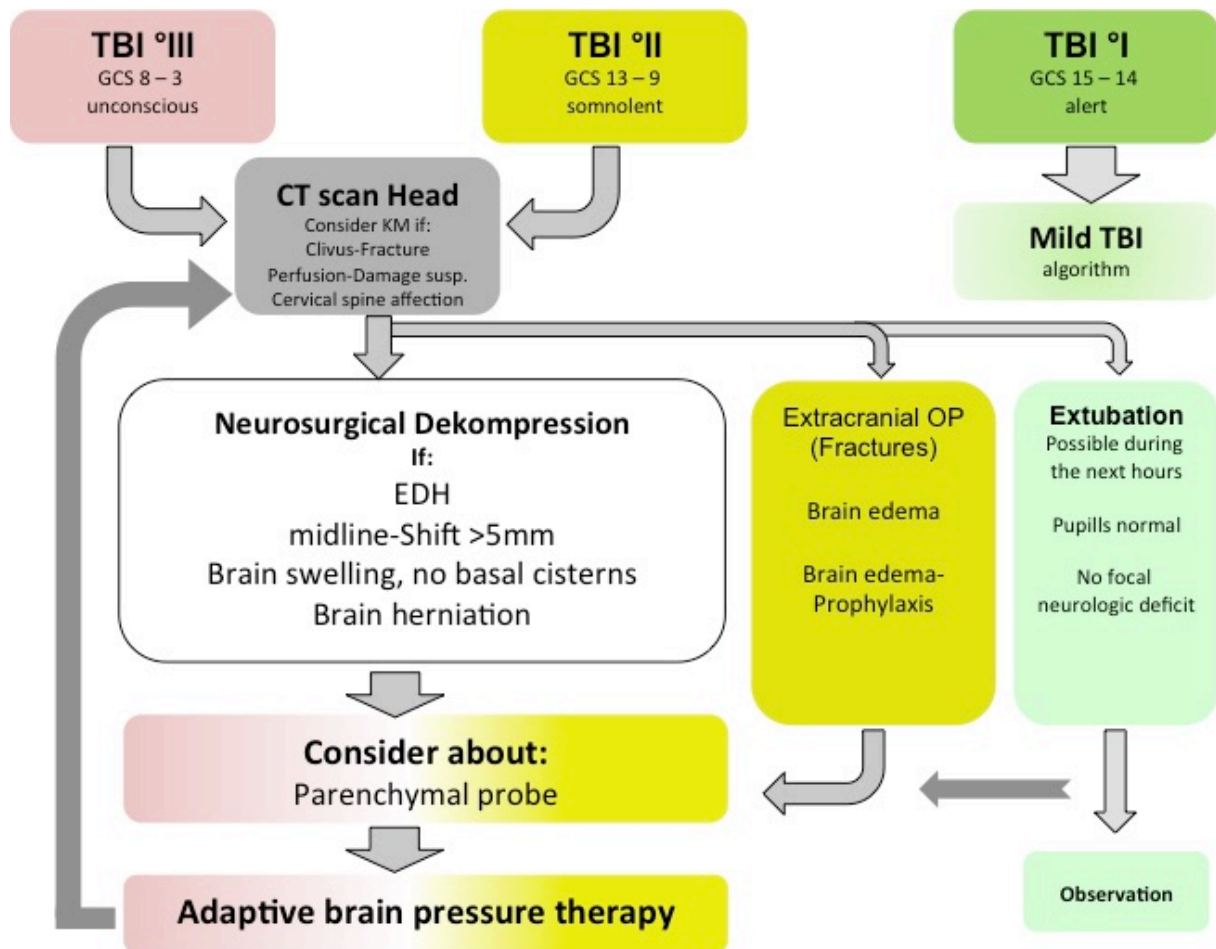 TBI °III
GCS 8 – 3
unconscious
TBI °II
GCS 13 – 9
somnolent
TBI °I
GCS 15 – 14
alert
CT scan Head
Consider KM if:
Clivus-Fracture
Perfusion-Damage susp.
Cervical spine affection
Mild TBI
algorithm
Neurosurgical Dekompression
If:
EDH
midline-Shift >5mm
Brain swelling, no basal cisterns
Brain herniation
Extracranial OP
(Fractures)
Brain edema
Brain edema-
Prophylaxis
Extubation
Possible during
the next hours
Pupills normal
No focal
neurologic deficit
Consider about:
Parenchymal probe
Adaptive brain pressure therapy
Observation